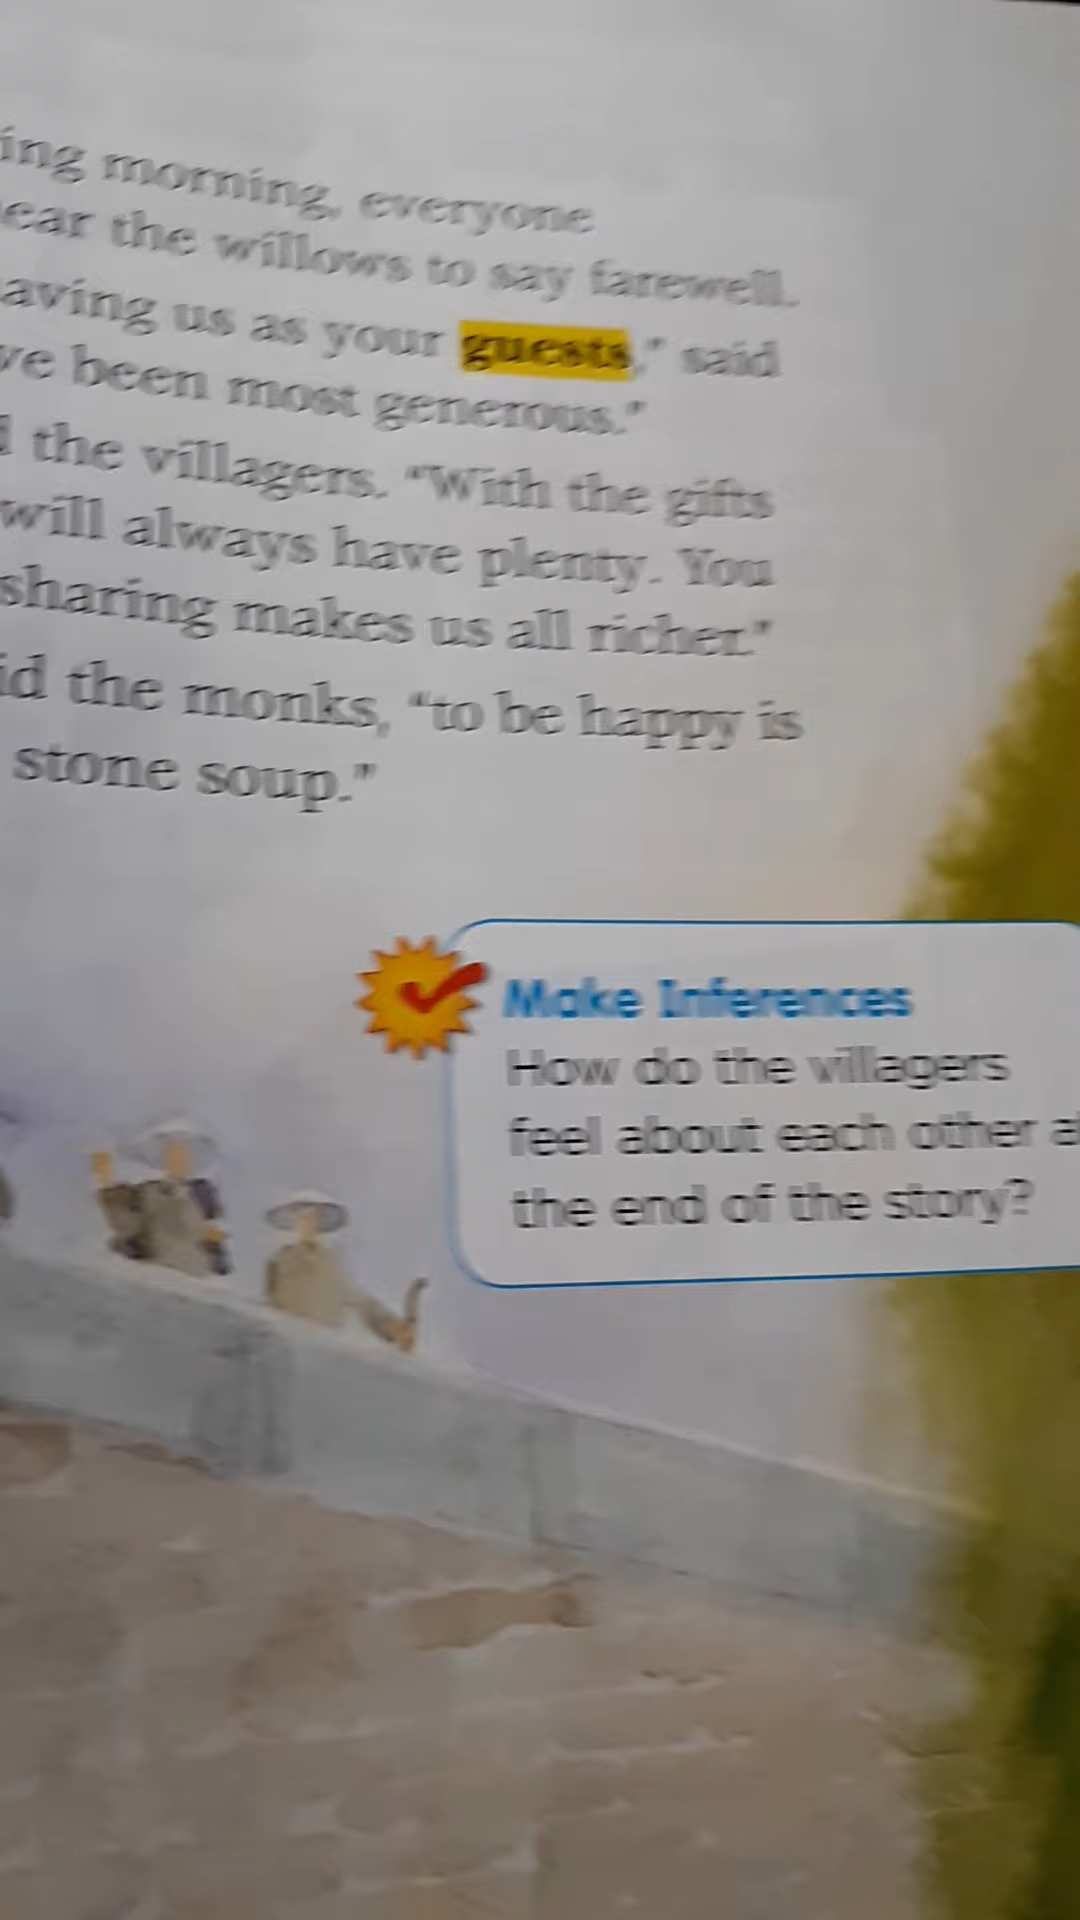 ing morning, everyone
ear the willows to say farewell.
aving us as your guests," said
ve been most generous."
the villagers. "With the gifts
will always have plenty. You
sharing makes us all richer."
id the monks, "to be happy is
stone soup."
Make Inferences
How do the villagers
feel about each other a
the end of the story?